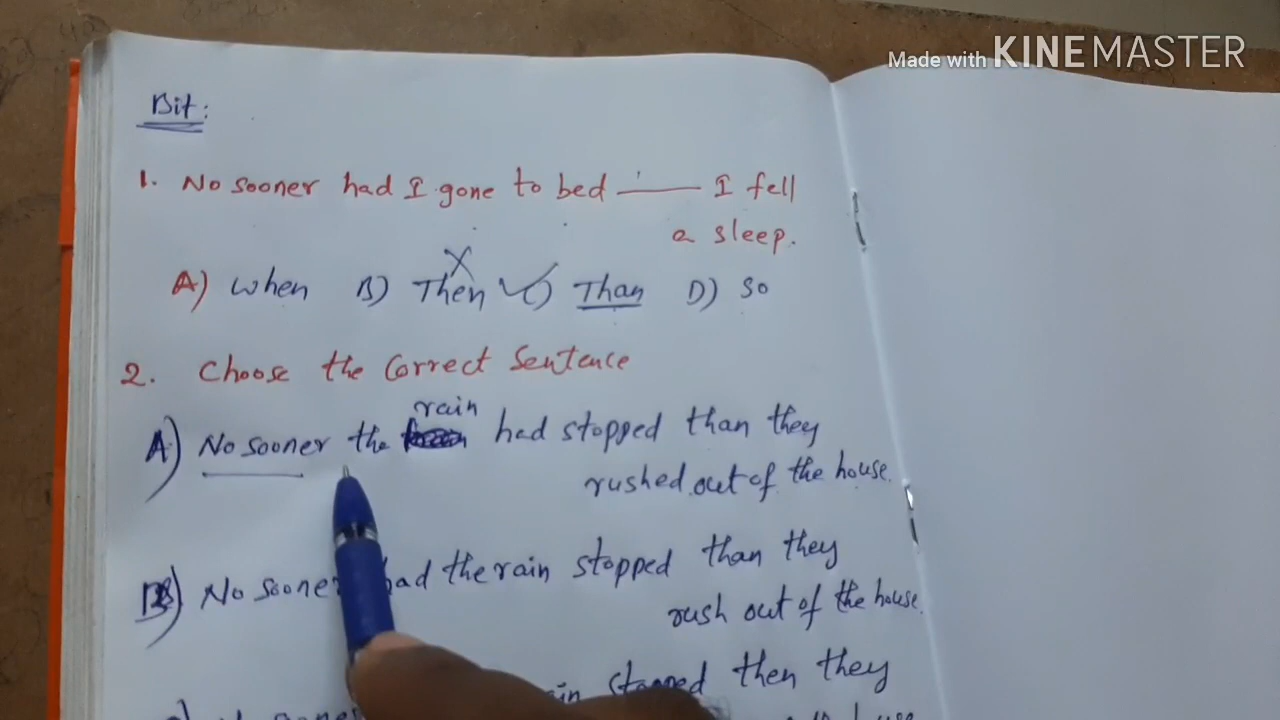 Made with KINEMASTER
Bit:
1. No sooner had I gone to bed —— I fell
a sleep.
A) when B) Then C) Than D) so
2. Choose the Correct Sentence
rain
A) No sooner the had stopped than they
rushed out of the house.
B) No sooner had the rain stopped than they
rush out of the house.
stopped then they